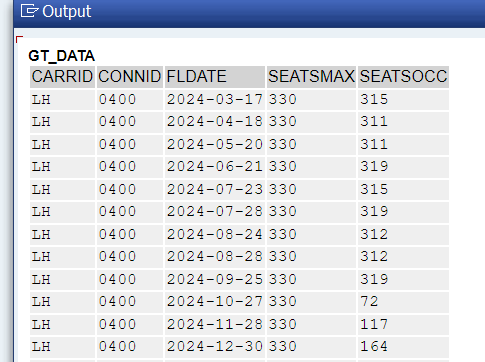 Output
GT_DATA
CARRID CONNID FLDATE SEATSMAX SEATSOCC
LH 0400 2024-03-17 330 315
LH 0400 2024-04-18 330 311
LH 0400 2024-05-20 330 311
LH 0400 2024-06-21 330 319
LH 0400 2024-07-23 330 315
LH 0400 2024-07-28 330 319
LH 0400 2024-08-24 330 312
LH 0400 2024-08-28 330 312
LH 0400 2024-09-25 330 319
LH 0400 2024-10-27 330 72
LH 0400 2024-11-28 330 117
LH 0400 2024-12-30 330 164